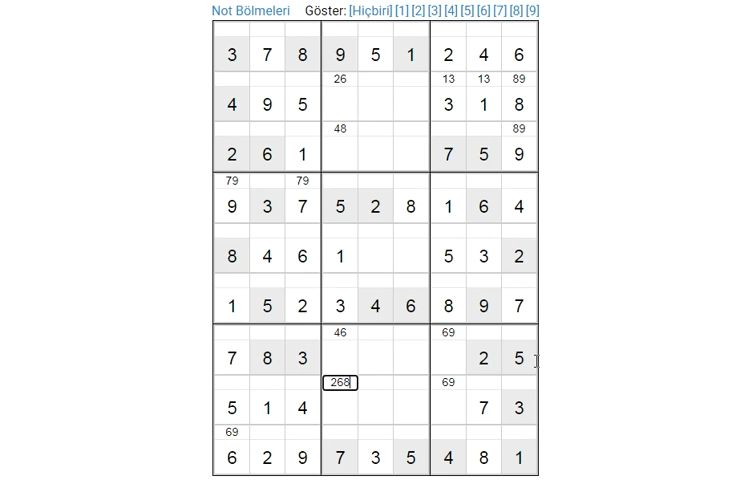 Not Bölmeleri Göster: [Hiçbiri] [1] [2] [3] [4] [5] [6] [7] [8] [9]
3 7 8 9 5 1 2 4 6
26 13 13 89
4 9 5 3 1 8
48 89
2 6 1 7 5 9
79 79
9 3 7 5 2 8 1 6 4
8 4 6 1 5 3 2
1 5 2 3 4 6 8 9 7
46 69
7 8 3 2 5
268 69
5 1 4 7 3
69
6 2 9 7 3 5 4 8 1